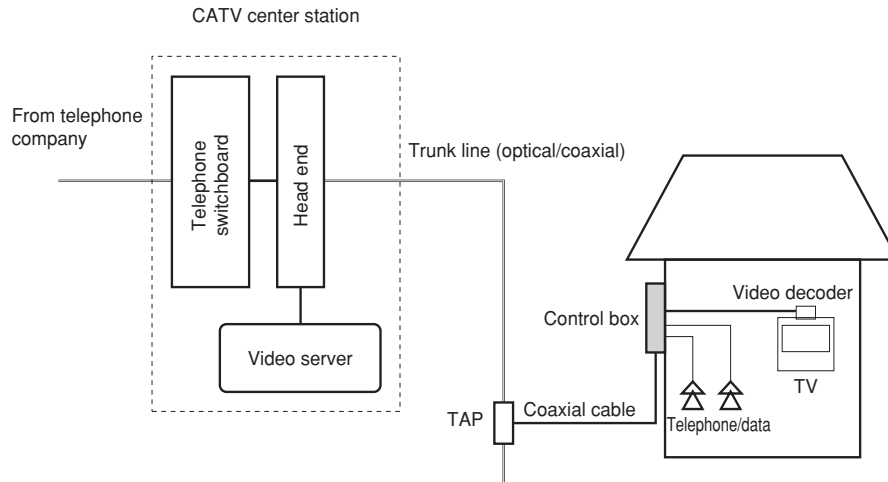 CATV center station
From telephone
company
Telephone
switchboard
Head end
Trunk line (optical/coaxial)
Video server
Control box
Video decoder
TV
Telephone/data
TAP
Coaxial cable